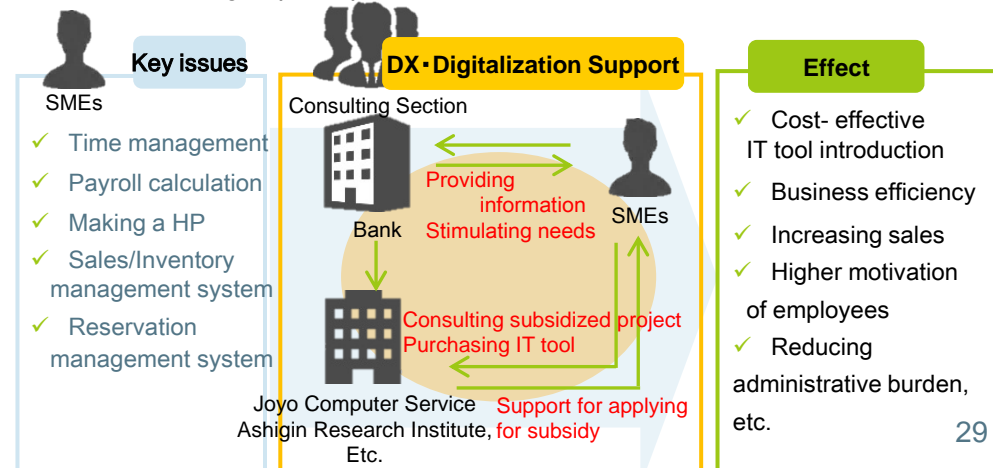 Key issues
SMEs
✓ Time management
✓ Payroll calculation
✓ Making a HP
✓ Sales/Inventory
management system
✓ Reservation
management system
DX・Digitalization Support
Consulting Section
Bank
Providing
information
Stimulating needs
SMEs
Consulting subsidized project
Purchasing IT tool
Joyo Computer Service
Ashigin Research Institute,
Etc.
Support for applying
for subsidy
Effect
✓ Cost- effective
IT tool introduction
✓ Business efficiency
✓ Increasing sales
✓ Higher motivation
of employees
✓ Reducing
administrative burden,
etc.
29